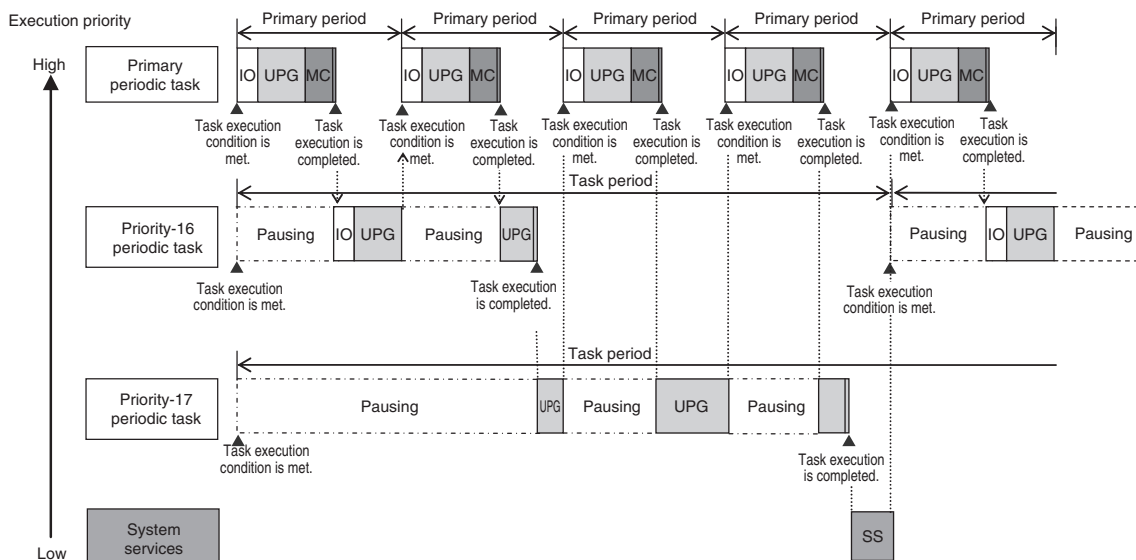 Execution priority
Primary period
Primary period
Primary period
Primary period
Primary period
High
Primary
periodic task
IO UPG MC
IO UPG MC
IO UPG MC
IO UPG MC
IO UPG MC
Task execution
condition is
met.
Task
execution is
completed.
Task execution
condition is
met.
Task
execution is
completed.
Task execution
condition is
met.
Task
execution is
completed.
Task execution
condition is
met.
Task
execution is
completed.
Task execution
condition is
met.
Task
execution is
completed.
Task period
Priority-16
periodic task
Pausing
IO UPG
Pausing
UPG
Pausing
IO UPG
Pausing
Task execution
condition is met.
Task execution
is completed.
Task execution
condition is met.
Task period
Priority-17
periodic task
Pausing
UPG
Pausing
UPG
Pausing
Task execution
condition is met.
Task execution
is completed.
System
services
SS
Low